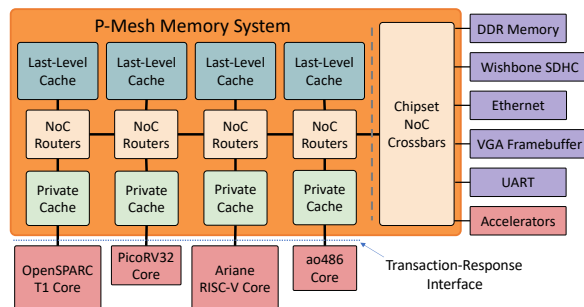 P-Mesh Memory System
Last-Level
Cache
Last-Level
Cache
Last-Level
Cache
Last-Level
Cache
NoC
Routers
NoC
Routers
NoC
Routers
NoC
Routers
Private
Cache
Private
Cache
Private
Cache
Private
Cache
OpenSPARC
T1 Core
PicoRV32
Core
Ariane
RISC-V Core
ao486
Core
Chipset
NoC
Crossbars
DDR Memory
Wishbone SDHC
Ethernet
VGA Framebuffer
UART
Accelerators
Transaction-Response
Interface